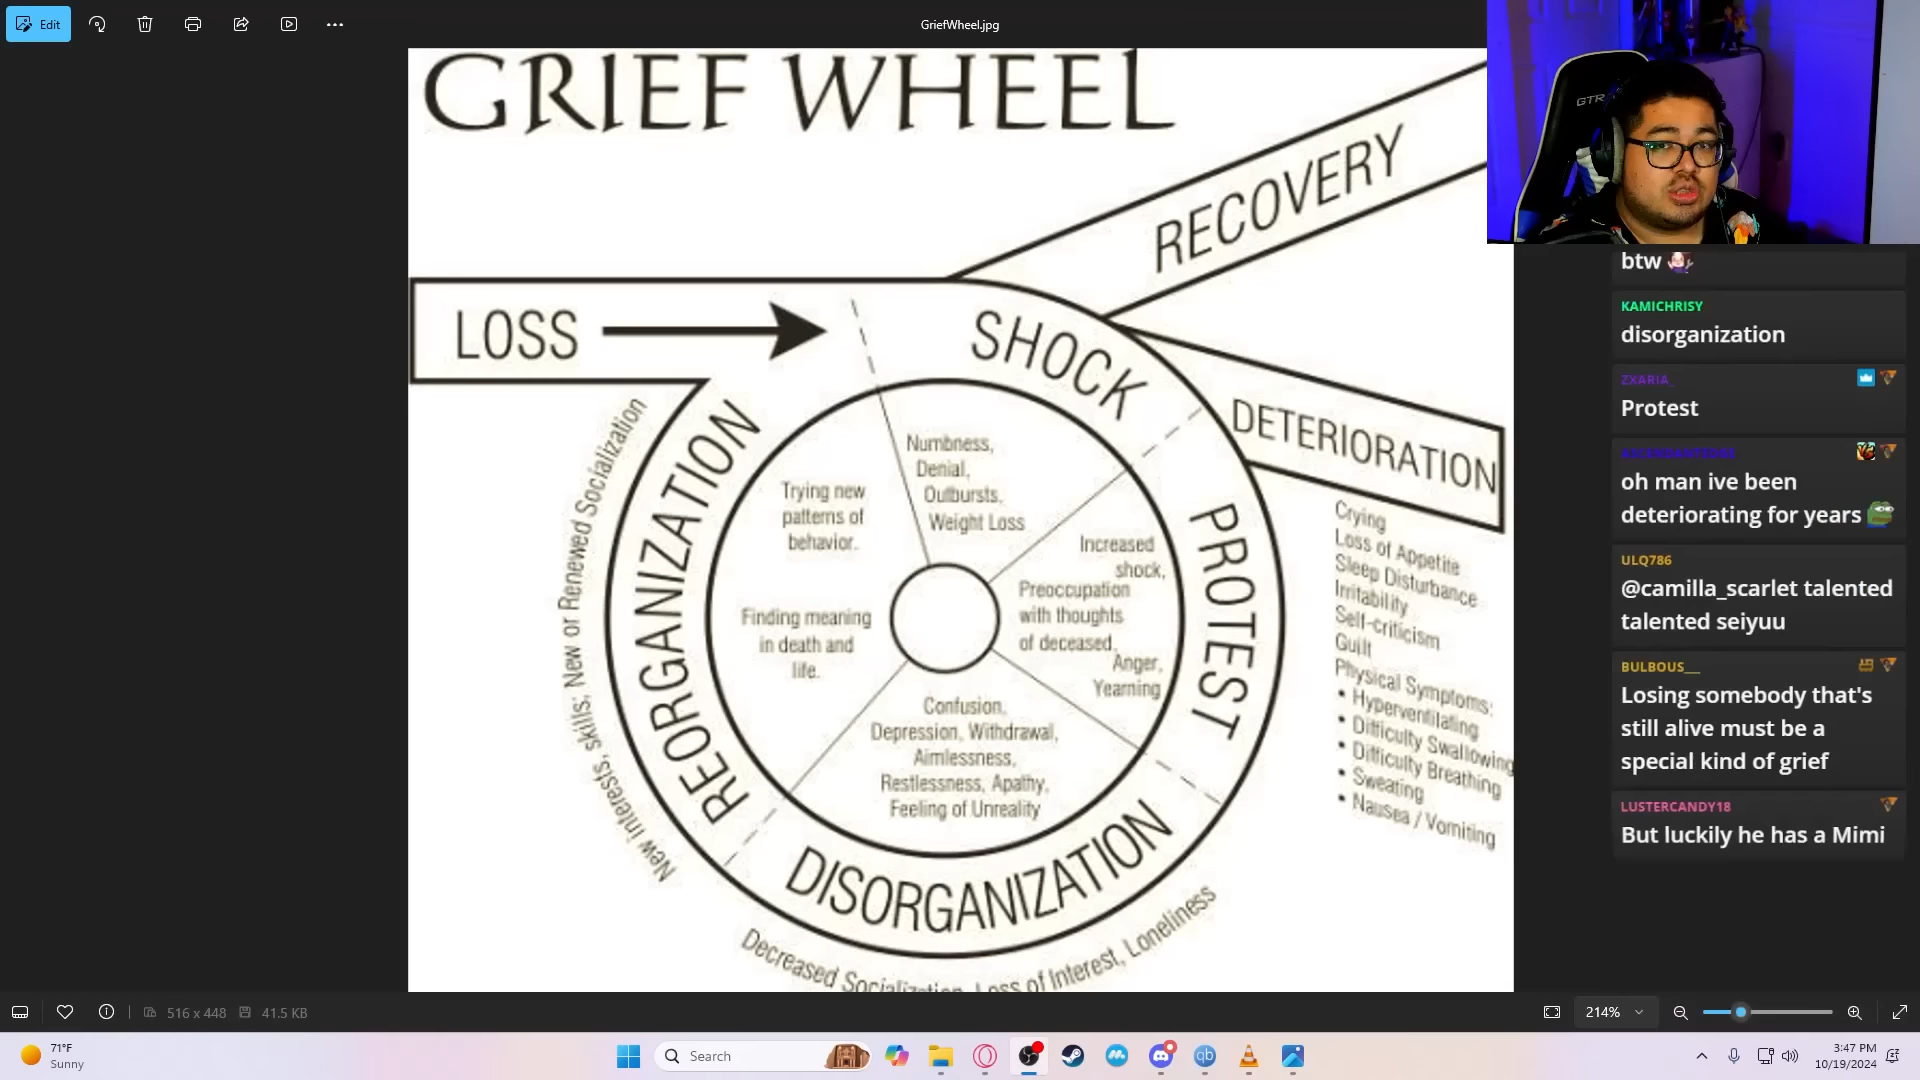 Edit
GriefWheel.jpg
GRIEF WHEEL
RECOVERY
LOSS
SHOCK
DETERIORATION
PROTEST
DISORGANIZATION
REORGANIZATION
Numbness,
Denial,
Outbursts,
Weight Loss
Increased
shock,
Preoccupation
with thoughts
of deceased,
Anger,
Yearning
Confusion,
Depression, Withdrawal,
Aimlessness,
Restlessness, Apathy,
Feeling of Unreality
Trying new
patterns of
behavior.
Finding meaning
in death and
life.
New interests, skills; New or Renewed Socialization
Decreased Socialization, Loss of Interest, Loneliness
Crying
Loss of Appetite
Sleep Disturbance
Irritability
Self-criticism
Guilt
Physical Symptoms:
• Hyperventilating
• Difficulty Swallowing
• Difficulty Breathing
• Sweating
• Nausea / Vomiting
GTR
btw
KAMICHRISY
disorganization
ZXARIA_
Protest
oh man ive been
deteriorating for years
ULQ786
@camilla_scarlet talented
talented seiyuu
BULBOUS__
Losing somebody that's
still alive must be a
special kind of grief
LUSTERCANDY18
But luckily he has a Mimi
516 x 448
41.5 KB
214%
71°F
Sunny
Search
qb
3:47 PM
10/19/2024